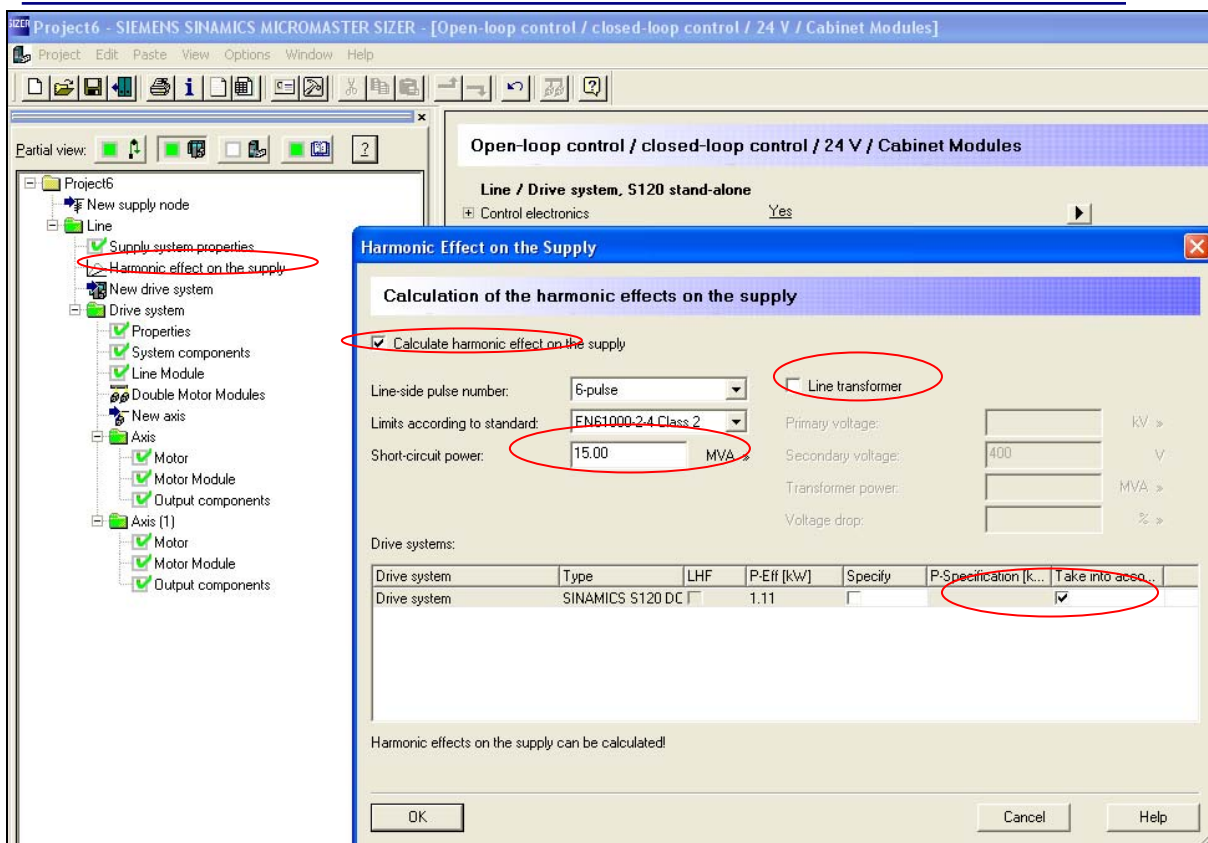 Project6 - SIEMENS SINAMICS MICROMASTER SIZER - [Open-loop control / closed-loop control / 24 V / Cabinet Modules]
Project Edit Paste View Options Window Help
Partial view:
Open-loop control / closed-loop control / 24 V / Cabinet Modules
Line / Drive system, S120 stand-alone
Control electronics Yes
Project6
New supply node
Line
Supply system properties
Harmonic effect on the supply
New drive system
Drive system
Properties
System components
Line Module
Double Motor Modules
New axis
Axis
Motor
Motor Module
Output components
Axis (1)
Motor
Motor Module
Output components
Harmonic Effect on the Supply
Calculation of the harmonic effects on the supply
Calculate harmonic effect on the supply
Line-side pulse number: 6-pulse
Line transformer
Limits according to standard: EN61000-2-4 Class 2
Primary voltage: kV »
Short-circuit power: 15.00 MVA »
Secondary voltage: 400 V
Transformer power: MVA »
Voltage drop: % »
Drive systems:
Drive system Type LHF P-Eff [kW] Specify P-Specification [k... Take into acco...
Drive system SINAMICS S120 DC 1.11
Harmonic effects on the supply can be calculated!
OK Cancel Help